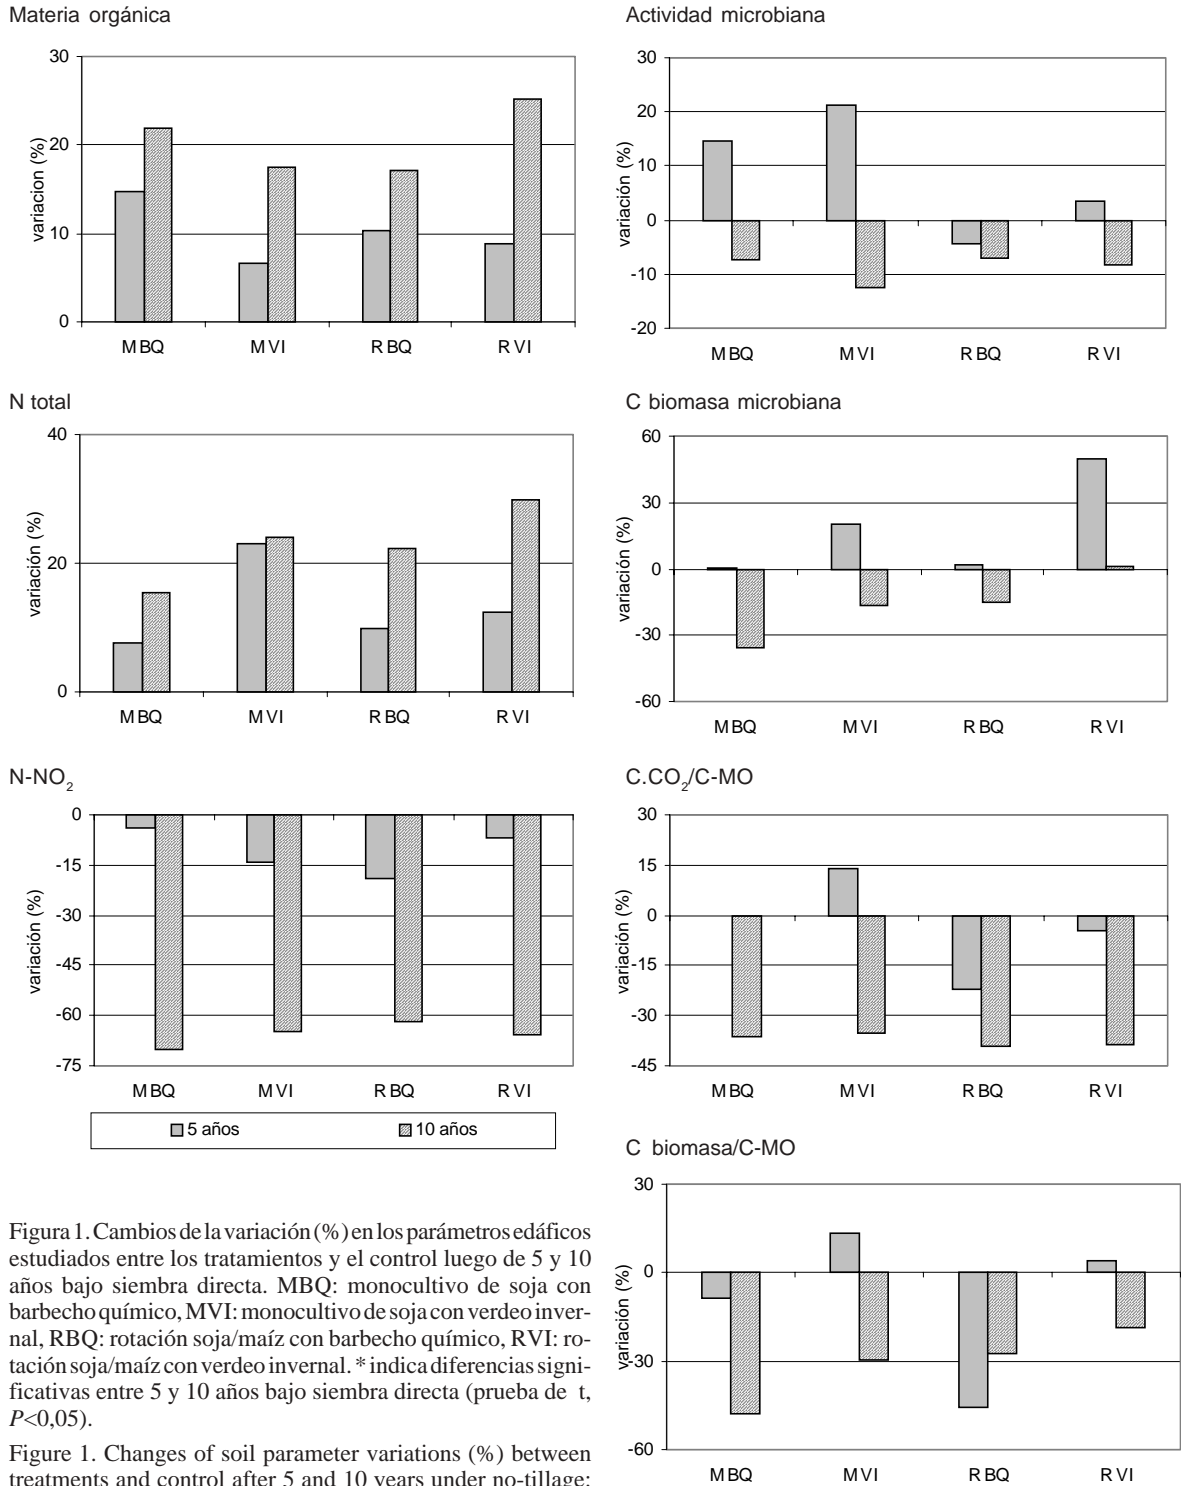 Materia orgánica
30
20
10
0
variacion (%)
MBQ MVI RBQ RVI
Actividad microbiana
30
20
10
0
-10
-20
variación (%)
MBQ MVI RBQ RVI
N total
40
20
0
variación (%)
MBQ MVI RBQ RVI
C biomasa microbiana
60
30
0
-30
-60
variación (%)
MBQ MVI RBQ RVI
N-NO2
0
-15
-30
-45
-60
-75
variación (%)
MBQ MVI RBQ RVI
5 años 10 años
C.CO2/C-MO
30
15
0
-15
-30
-45
variación (%)
MBQ MVI RBQ RVI
C biomasa/C-MO
30
0
-30
-60
variación (%)
MBQ MVI RBQ RVI
Figura 1. Cambios de la variación (%) en los parámetros edáficos
estudiados entre los tratamientos y el control luego de 5 y 10
años bajo siembra directa. MBQ: monocultivo de soja con
barbecho químico, MVI: monocultivo de soja con verdeo inver-
nal, RBQ: rotación soja/maíz con barbecho químico, RVI: ro-
tación soja/maíz con verdeo invernal. * indica diferencias signi-
ficativas entre 5 y 10 años bajo siembra directa (prueba de t,
P<0,05).
Figure 1. Changes of soil parameter variations (%) between
treatments and control after 5 and 10 years under no-tillage: